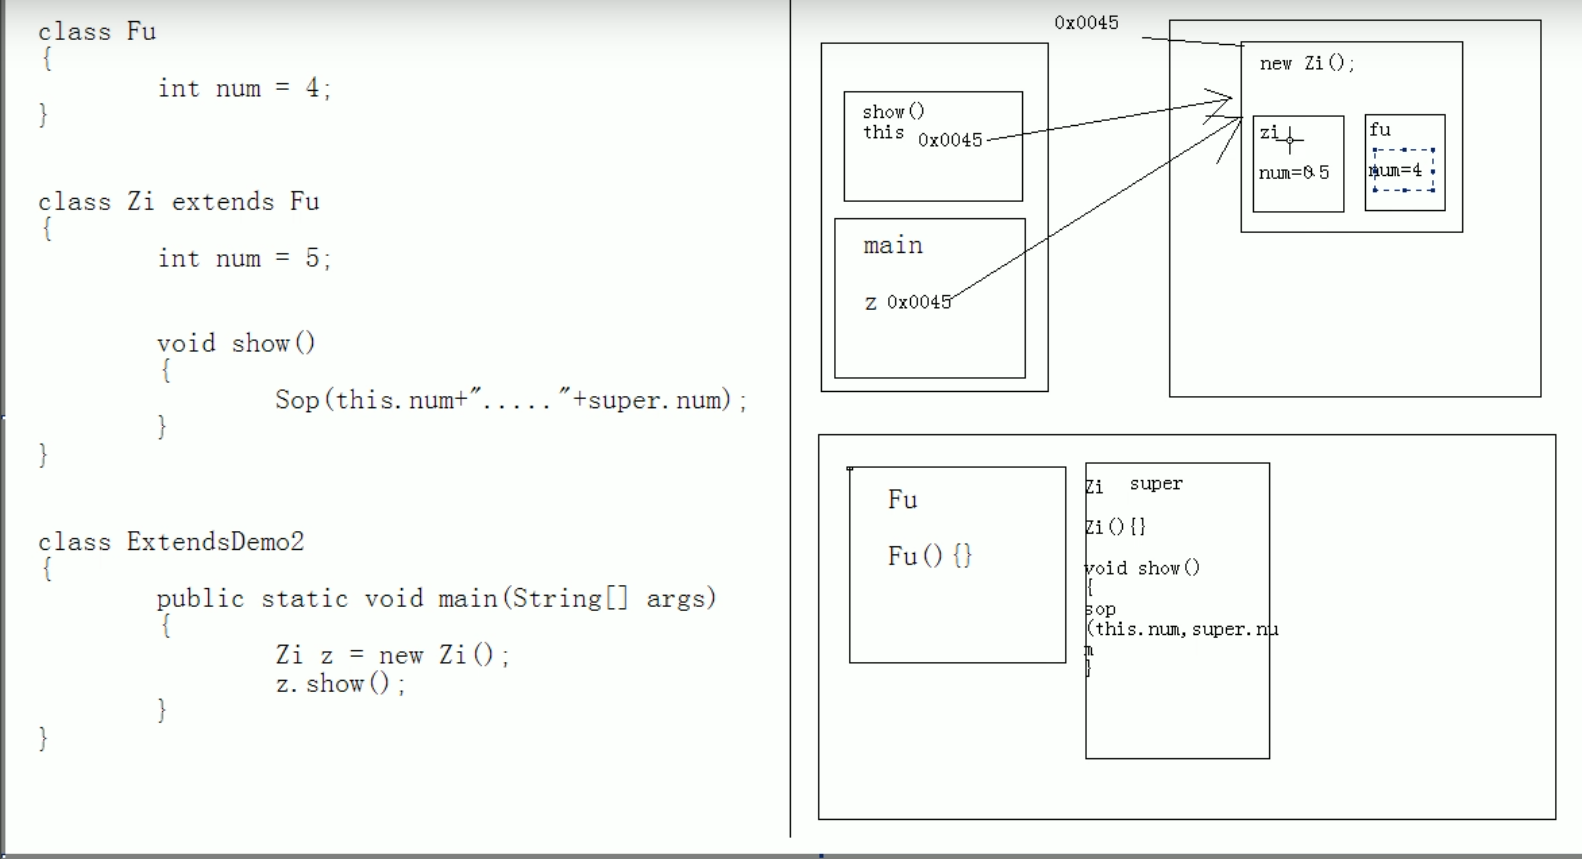 class Fu
{
int num = 4;
}
class Zi extends Fu
{
int num = 5;
void show()
{
Sop(this.num+"....."+super.num);
}
}
class ExtendsDemo2
{
public static void main(String[] args)
{
Zi z = new Zi();
z.show();
}
}
0x0045
show()
this 0x0045
main
z 0x0045
new Zi();
zi
num=0 5
fu
num=4
Fu
Fu(){}
Zi super
Zi(){}
void show()
{
sop
(this.num,super.nu
m
}